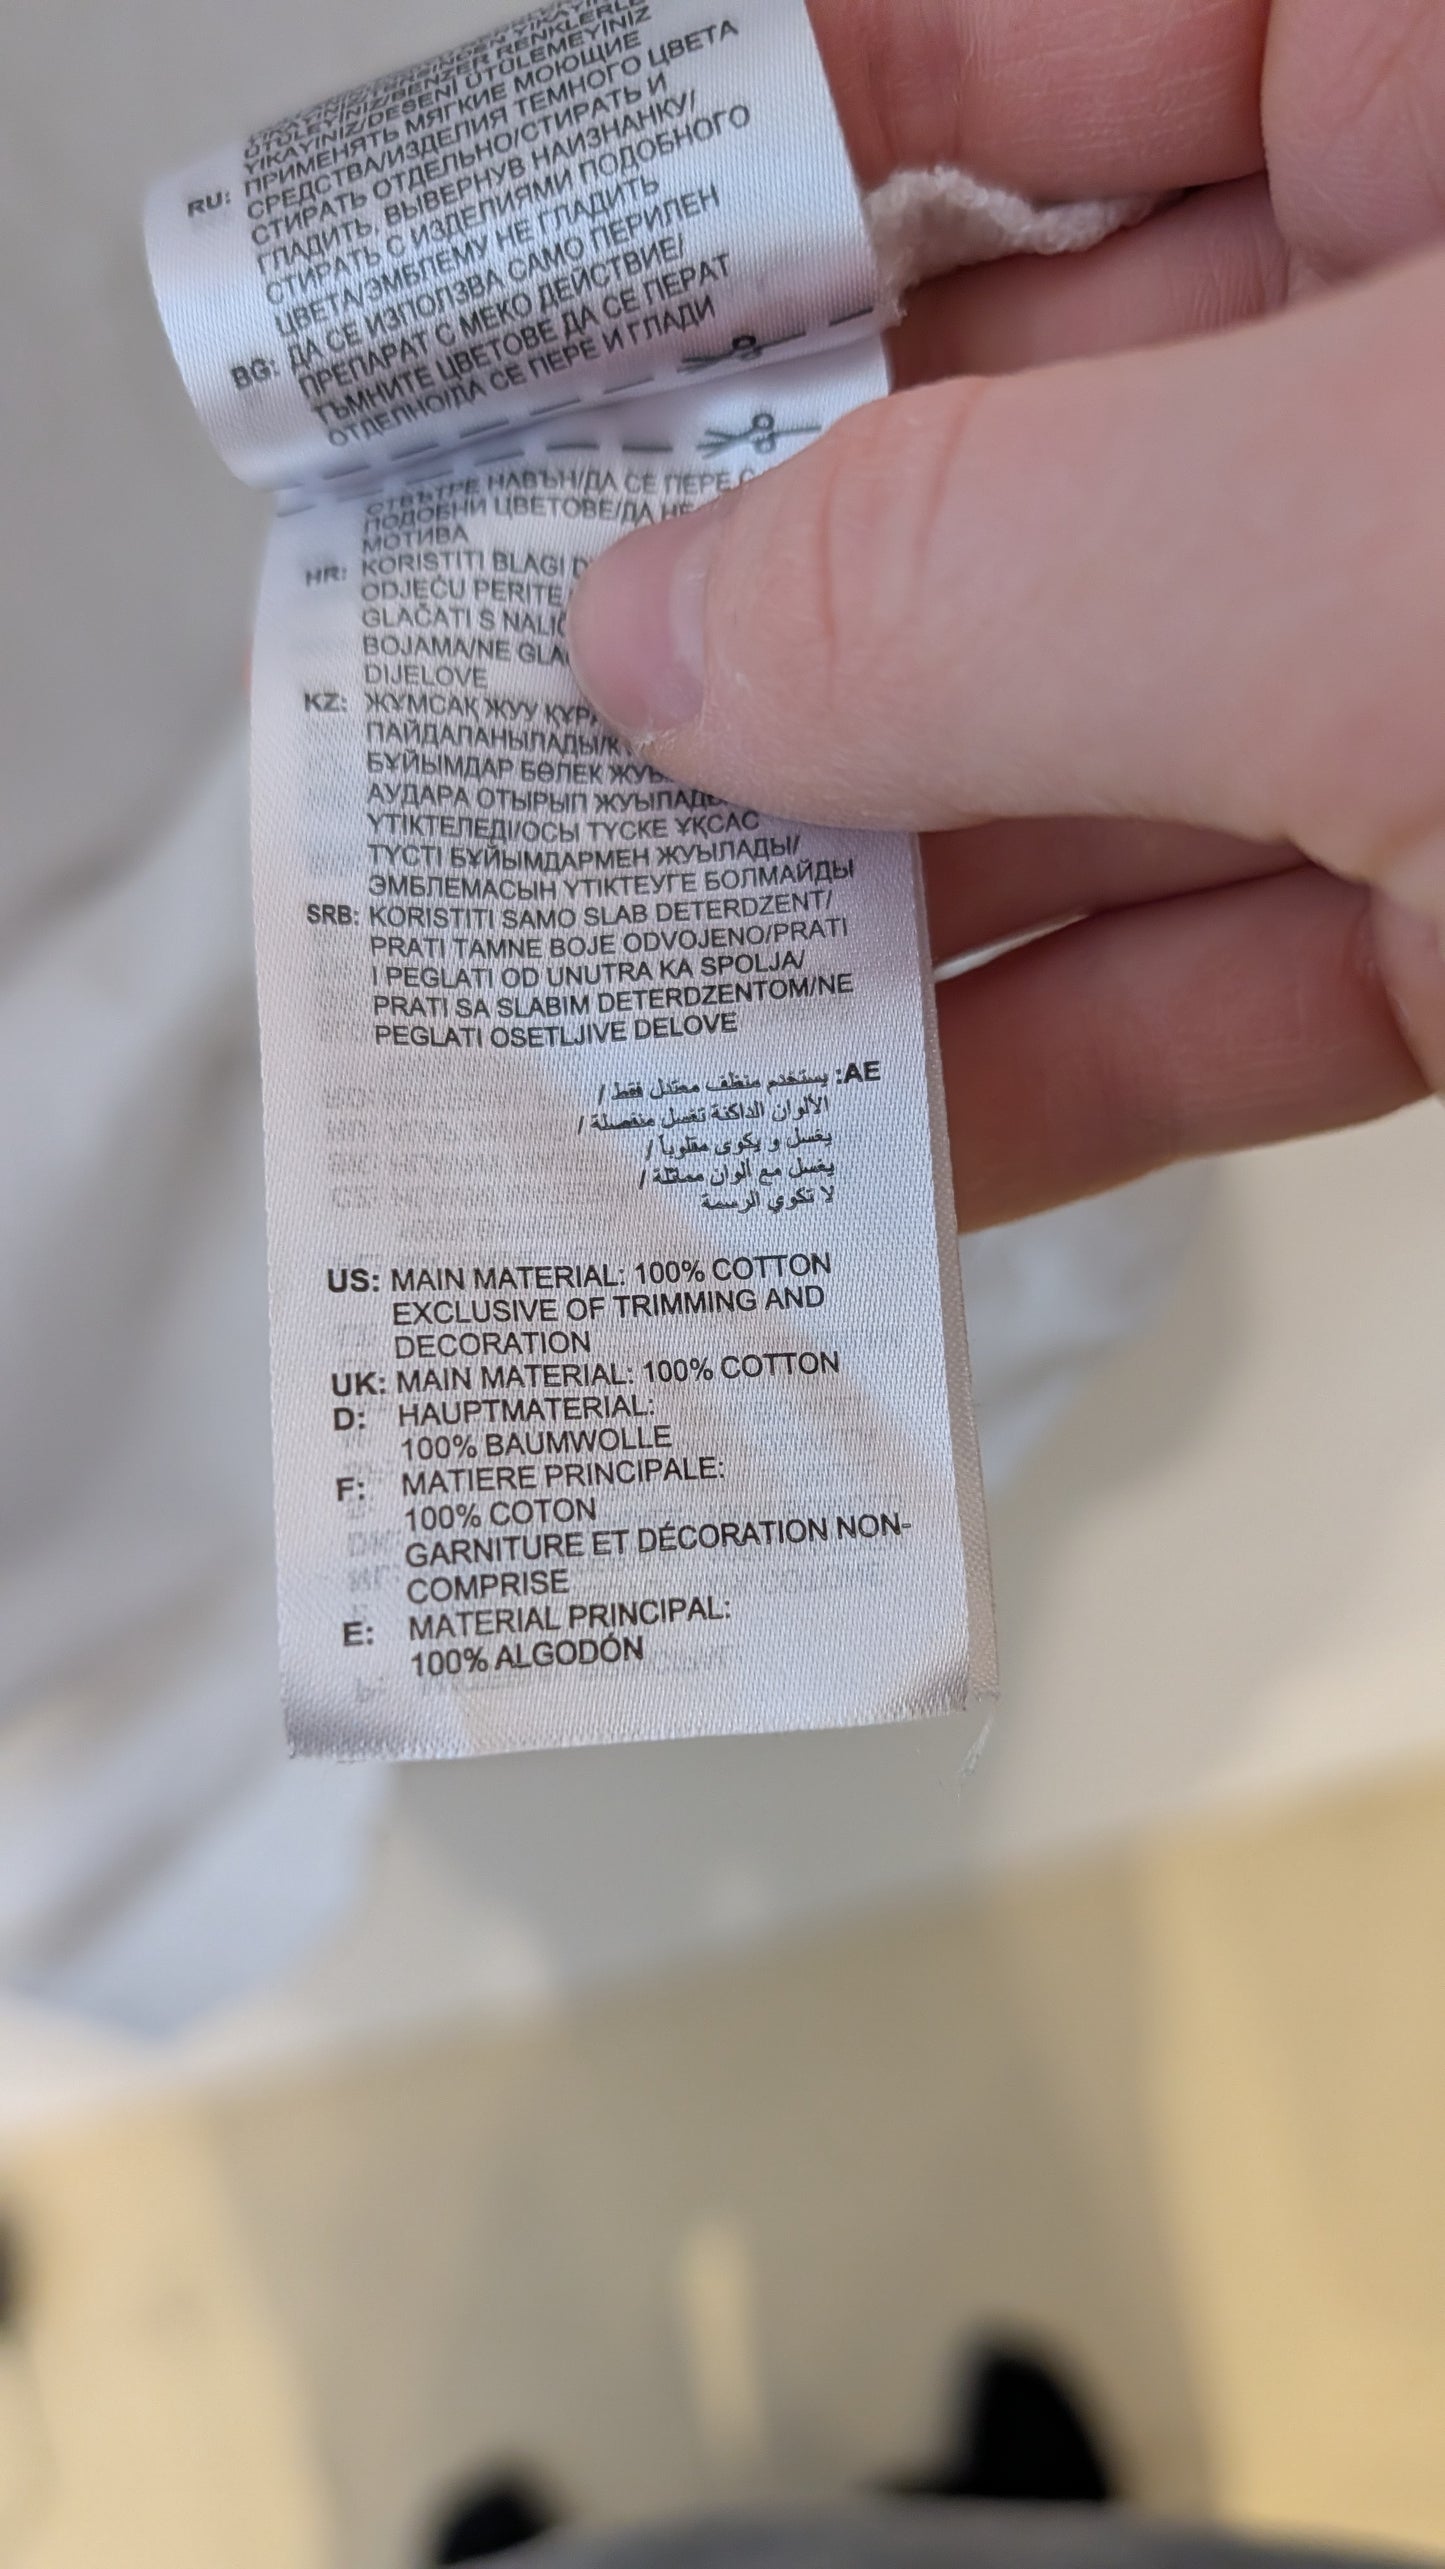 ÜTÜLEYİNİZ/BENZER RENKLERLE
YIKAYINIZ/DESENİ ÜTÜLEMEYİNİZ
RU: ПРИМЕНЯТЬ МЯГКИЕ МОЮЩИЕ
СРЕДСТВА/ИЗДЕЛИЯ ТЕМНОГО ЦВЕТА
СТИРАТЬ ОТДЕЛЬНО/СТИРАТЬ И
ГЛАДИТЬ, ВЫВЕРНУВ НАИЗНАНКУ/
СТИРАТЬ С ИЗДЕЛИЯМИ ПОДОБНОГО
ЦВЕТА/ЭМБЛЕМУ НЕ ГЛАДИТЬ
BG: ДА СЕ ИЗПОЛЗВА САМО ПЕРИЛЕН
ПРЕПАРАТ С МЕКО ДЕЙСТВИЕ/
ТЪМНИТЕ ЦВЕТОВЕ ДА СЕ ПЕРАТ
ОТДЕЛНО/ДА СЕ ПЕРЕ И ГЛАДИ
ОТВЪТРЕ НАВЪН/ДА СЕ ПЕРЕ С
ПОДОБНИ ЦВЕТОВЕ/ДА НЕ
МОТИВА
HR: KORISTITI BLAGI
ODJEĆU PERITE
GLAČATI S
BOJAMA/NE
DIJELOVE
KZ: ЖҰМСАҚ ЖУУ
ПАЙДАЛАНЫЛАДЫ/
БҰЙЫМДАР БӨЛЕК
АУДАРА ОТЫРЫП
ҮТІКТЕЛЕДІ/ОСЫ ТҮСКЕ ҰҚСАС
ТҮСТІ БҰЙЫМДАРМЕН ЖУЫЛАДЫ/
ЭМБЛЕМАСЫН ҮТІКТЕУГЕ БОЛМАЙДЫ
SRB: KORISTITI SAMO SLAB DETERDZENT/
PRATI TAMNE BOJE ODVOJENO/PRATI
I PEGLATI OD UNUTRA KA SPOLJA/
PRATI SA SLABIM DETERDZENTOM/NE
PEGLATI OSETLJIVE DELOVE
AE: يستخدم منظف معتدل فقط /
الألوان الداكنة تغسل منفصلة /
يغسل و يكوى مقلوباً /
يغسل مع ألوان مماثلة /
لا تكوي الرسمة
US: MAIN MATERIAL: 100% COTTON
EXCLUSIVE OF TRIMMING AND
DECORATION
UK: MAIN MATERIAL: 100% COTTON
D: HAUPTMATERIAL:
100% BAUMWOLLE
F: MATIERE PRINCIPALE:
100% COTON
GARNITURE ET DÉCORATION NON-
COMPRISE
E: MATERIAL PRINCIPAL:
100% ALGODÓN